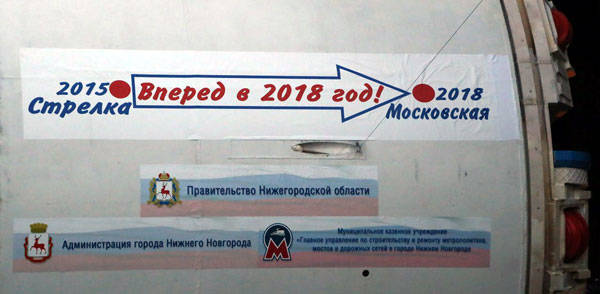 2015 Вперед в 2018 год! 2018
Стрелка Московская
Правительство Нижегородской области
Администрация города Нижнего Новгорода
Муниципальное казенное учреждение
«Главное управление по строительству и ремонту метрополитена,
мостов и дорожных сетей в городе Нижнем Новгороде